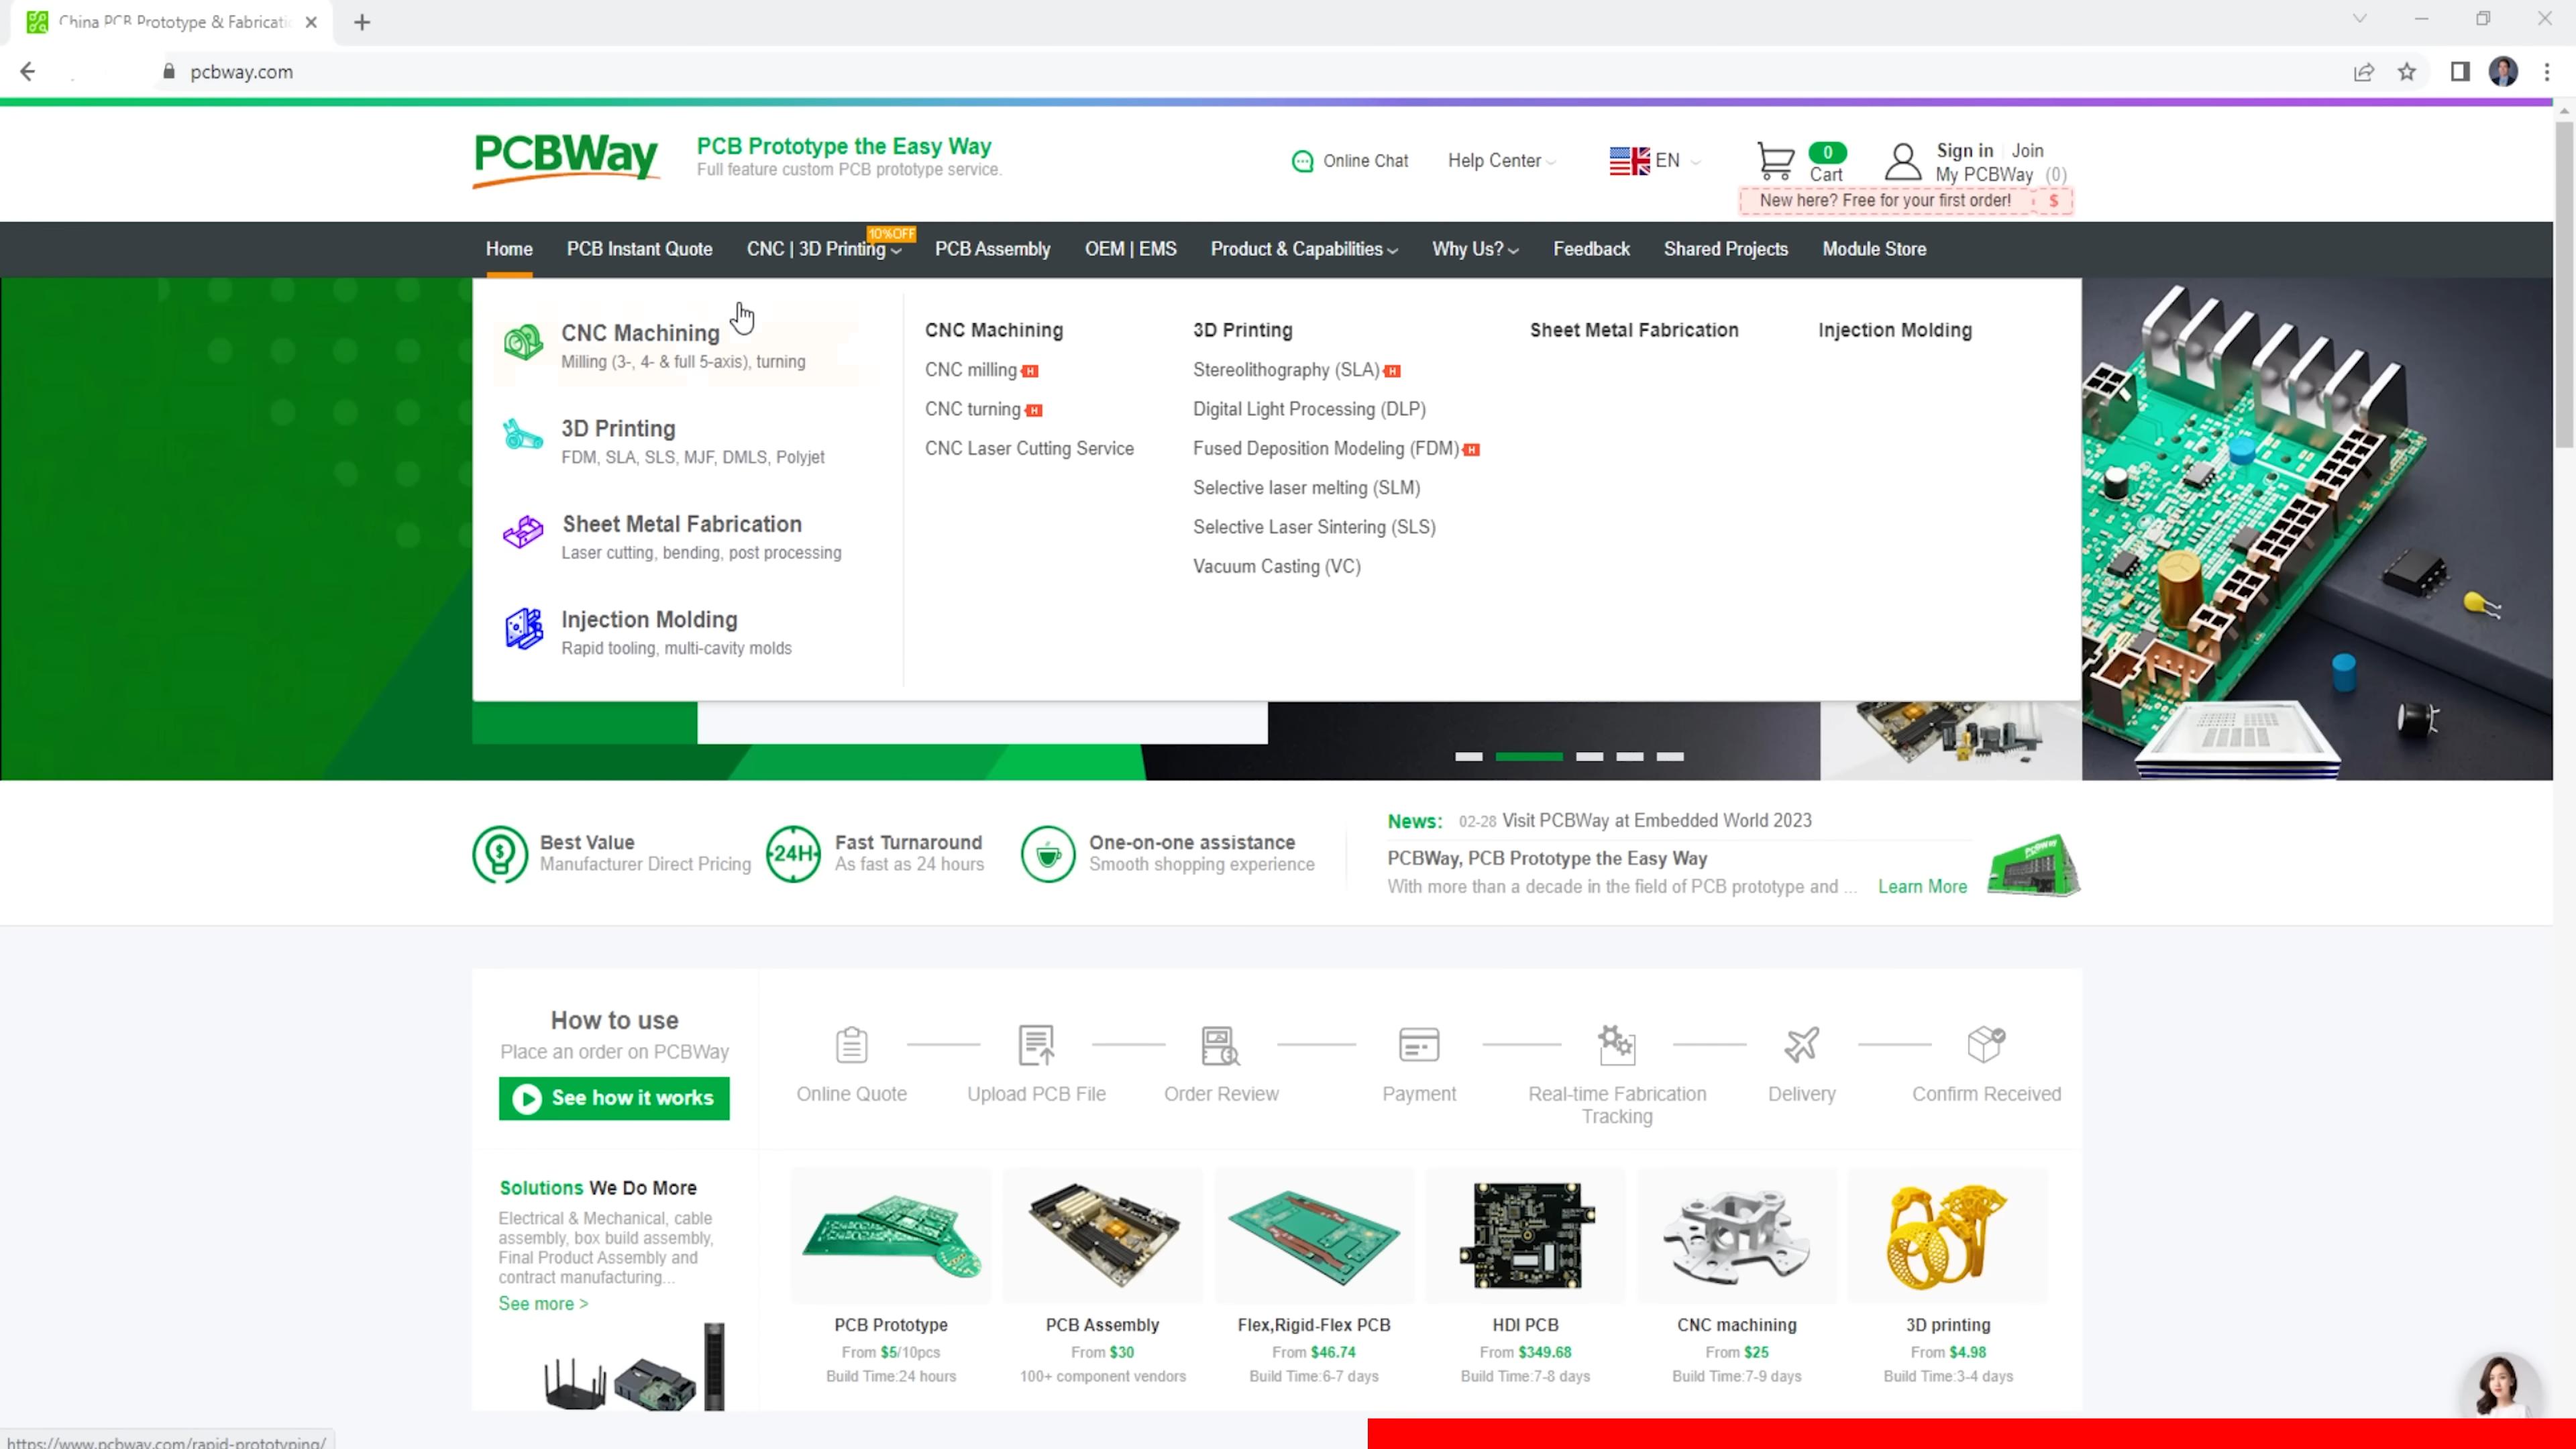 China PCB Prototype & Fabricati
pcbway.com
PCBWay
PCB Prototype the Easy Way
Full feature custom PCB prototype service.
Online Chat
Help Center
EN
0
Cart
Sign in
Join
My PCBWay (0)
New here? Free for your first order!
$
10%OFF
Home
PCB Instant Quote
CNC | 3D Printing
PCB Assembly
OEM | EMS
Product & Capabilities
Why Us?
Feedback
Shared Projects
Module Store
CNC Machining
Milling (3-, 4- & full 5-axis), turning
3D Printing
FDM, SLA, SLS, MJF, DMLS, Polyjet
Sheet Metal Fabrication
Laser cutting, bending, post processing
Injection Molding
Rapid tooling, multi-cavity molds
CNC Machining
CNC milling H
CNC turning H
CNC Laser Cutting Service
3D Printing
Stereolithography (SLA) H
Digital Light Processing (DLP)
Fused Deposition Modeling (FDM) H
Selective laser melting (SLM)
Selective Laser Sintering (SLS)
Vacuum Casting (VC)
Sheet Metal Fabrication
Injection Molding
Best Value
Manufacturer Direct Pricing
24H
Fast Turnaround
As fast as 24 hours
One-on-one assistance
Smooth shopping experience
News: 02-28 Visit PCBWay at Embedded World 2023
PCBWay, PCB Prototype the Easy Way
With more than a decade in the field of PCB prototype and ... Learn More
PCBWay
How to use
Place an order on PCBWay
See how it works
Online Quote
Upload PCB File
Order Review
Payment
Real-time Fabrication
Tracking
Delivery
Confirm Received
Solutions We Do More
Electrical & Mechanical, cable
assembly, box build assembly,
Final Product Assembly and
contract manufacturing...
See more >
PCB Prototype
From $5/10pcs
Build Time:24 hours
PCB Assembly
From $30
100+ component vendors
Flex,Rigid-Flex PCB
From $46.74
Build Time:6-7 days
HDI PCB
From $349.68
Build Time:7-8 days
CNC machining
From $25
Build Time:7-9 days
3D printing
From $4.98
Build Time:3-4 days
https://www.pcbway.com/rapid-prototyping/